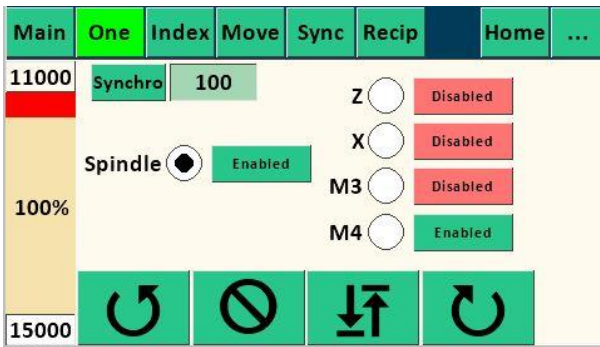 Main One Index Move Sync Recip Home ...
11000 Synchro 100
Z Disabled
X Disabled
Spindle Enabled
M3 Disabled
100%
M4 Enabled
15000